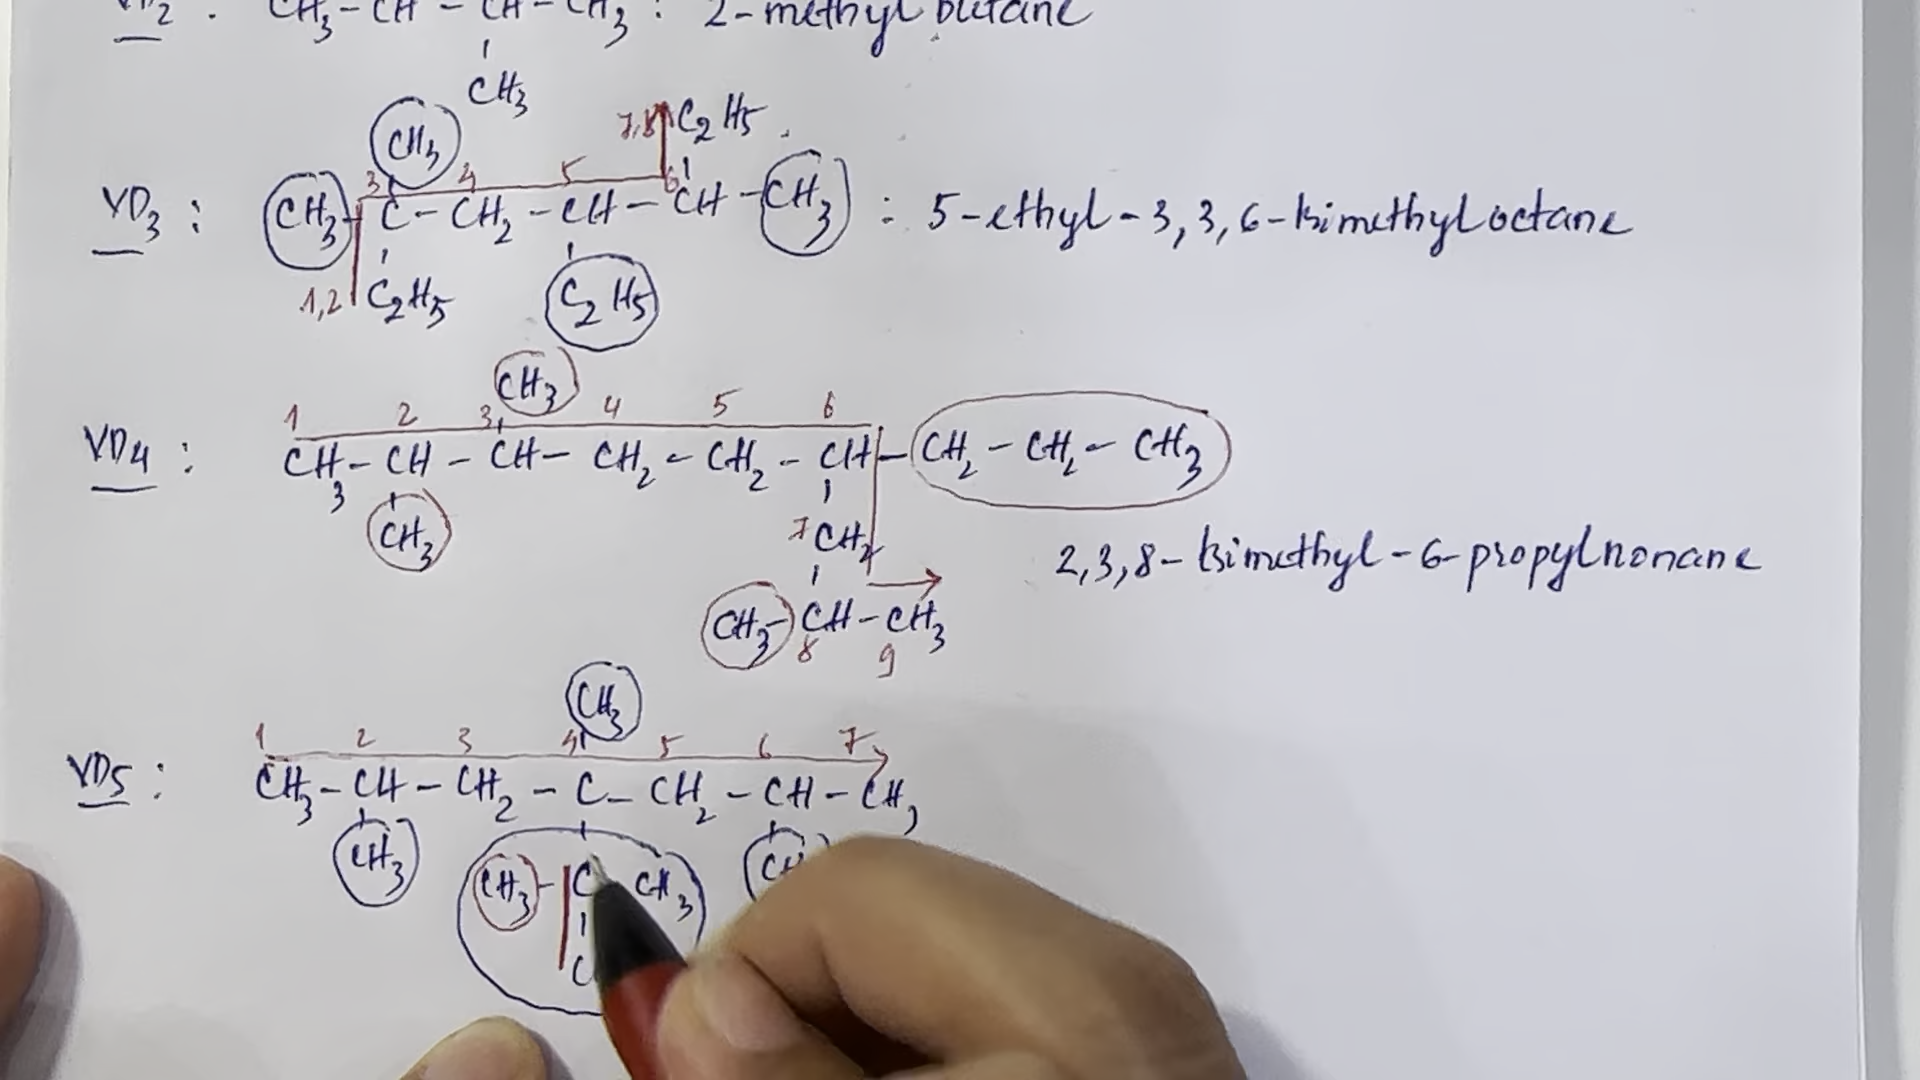 CH3 - CH - CH - CH3 : 2-methylbutane
CH3
CH3
7,8 C2H5
3 4 5 6
VD3 : CH3 - C - CH2 - CH - CH - CH3 : 5-ethyl-3,3,6-trimethyloctane
1,2 C2H5 C2H5
CH3
1 2 3 4 5 6
VD4 : CH3 - CH - CH - CH2 - CH2 - CH - CH2 - CH2 - CH3
CH3
7 CH2
2,3,8-trimethyl-6-propylnonane
CH3 - CH - CH3
8 9
CH3
1 2 3 4 5 6 7
VD5 : CH3 - CH - CH2 - C - CH2 - CH - CH3
CH3
CH3 - C CH3
C